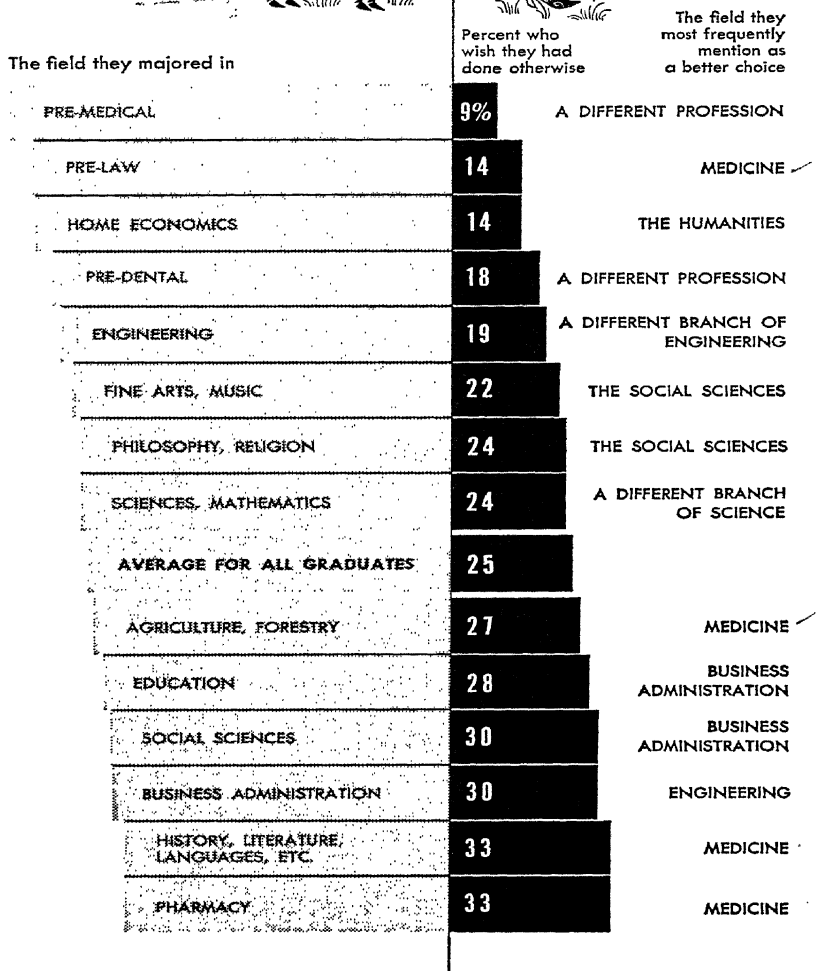 The field they majored in
Percent who
wish they had
done otherwise
The field they
most frequently
mention as
a better choice
PRE-MEDICAL 9% A DIFFERENT PROFESSION
PRE-LAW 14 MEDICINE
HOME ECONOMICS 14 THE HUMANITIES
PRE-DENTAL 18 A DIFFERENT PROFESSION
ENGINEERING 19 A DIFFERENT BRANCH OF
ENGINEERING
FINE ARTS, MUSIC 22 THE SOCIAL SCIENCES
PHILOSOPHY, RELIGION 24 THE SOCIAL SCIENCES
SCIENCES, MATHEMATICS 24 A DIFFERENT BRANCH
OF SCIENCE
AVERAGE FOR ALL GRADUATES 25
AGRICULTURE, FORESTRY 27 MEDICINE
EDUCATION 28 BUSINESS
ADMINISTRATION
SOCIAL SCIENCES 30 BUSINESS
ADMINISTRATION
BUSINESS ADMINISTRATION 30 ENGINEERING
HISTORY, LITERATURE,
LANGUAGES, ETC. 33 MEDICINE
PHARMACY 33 MEDICINE